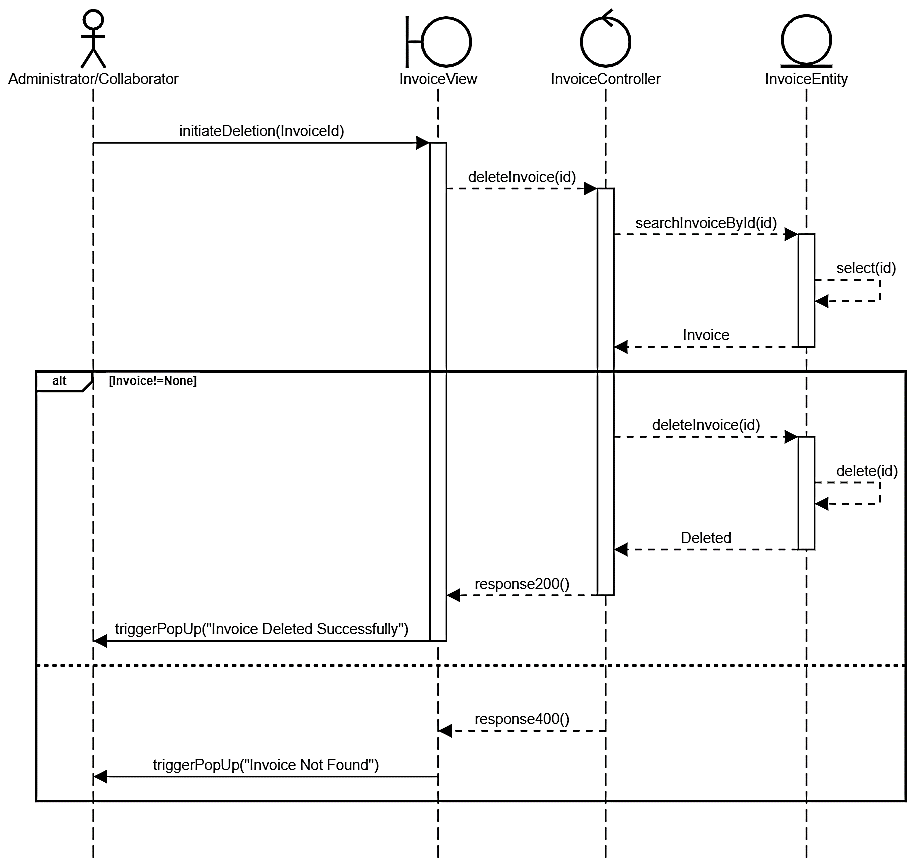 Administrator/Collaborator
InvoiceView
InvoiceController
InvoiceEntity
initiateDeletion(InvoiceId)
deleteInvoice(id)
searchInvoiceById(id)
select(id)
Invoice
alt
[Invoice!=None]
deleteInvoice(id)
delete(id)
Deleted
response200()
triggerPopUp("Invoice Deleted Successfully")
response400()
triggerPopUp("Invoice Not Found")